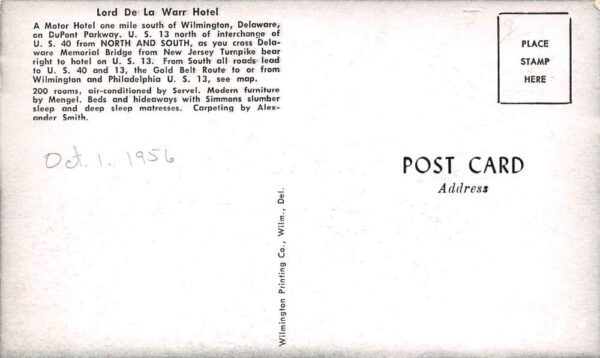 Lord De La Warr Hotel
A Motor Hotel one mile south of Wilmington, Delaware,
on DuPont Parkway. U. S. 13 north of interchange of
U. S. 40 from NORTH AND SOUTH, as you cross Dela-
ware Memorial Bridge from New Jersey Turnpike bear
right to hotel on U. S. 13. From South all roads lead
to U. S. 40 and 13, the Gold Belt Route to or from
Wilmington and Philadelphia U. S. 13, see map.
200 rooms, air-conditioned by Servel. Modern furniture
by Mengel. Beds and hideaways with Simmons slumber
sleep and deep sleep matresses. Carpeting by Alex-
ander Smith.
Oct. 1. 1956
Wilmington Printing Co., Wilm., Del.
PLACE
STAMP
HERE
POST CARD
Address